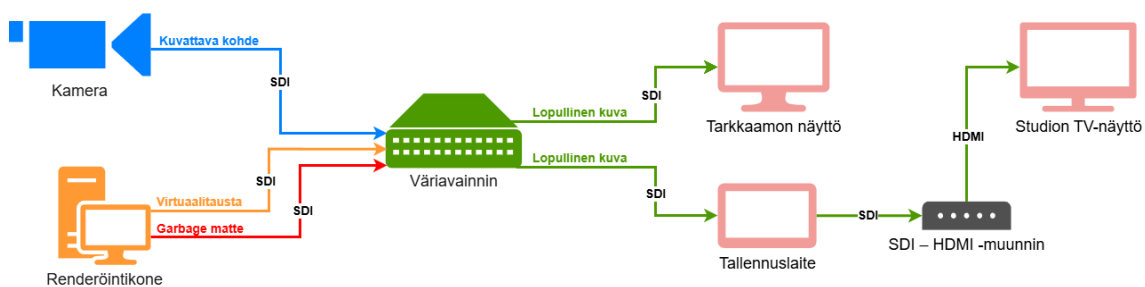 Kuvattava kohde
SDI
Kamera
Virtuaalitausta
SDI
Garbage matte
SDI
Renderöintikone
Väriavainnin
Lopullinen kuva
SDI
Tarkkaamon näyttö
Lopullinen kuva
SDI
Tallennuslaite
SDI
SDI – HDMI -muunnin
HDMI
Studion TV-näyttö